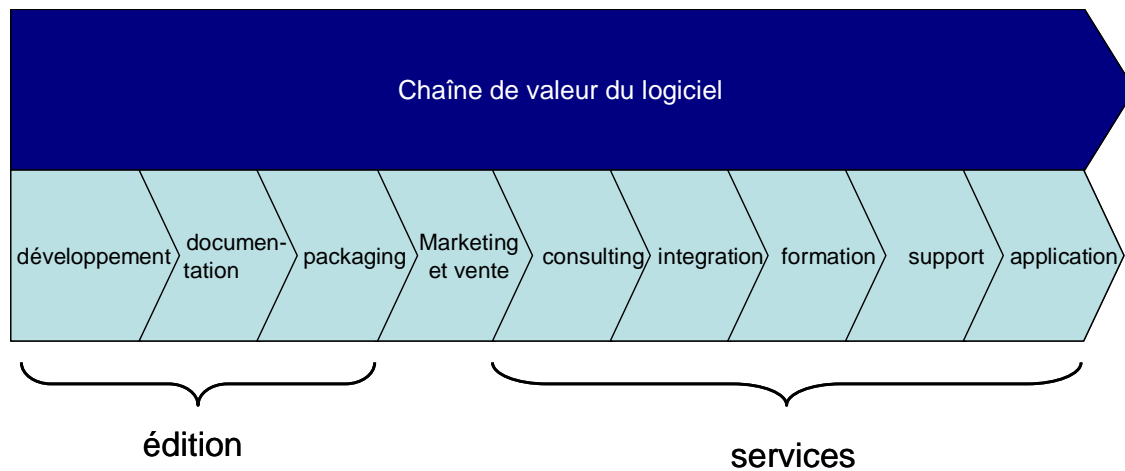 Chaîne de valeur du logiciel
développement
documen-
tation
packaging
Marketing
et vente
consulting
integration
formation
support
application
édition
services